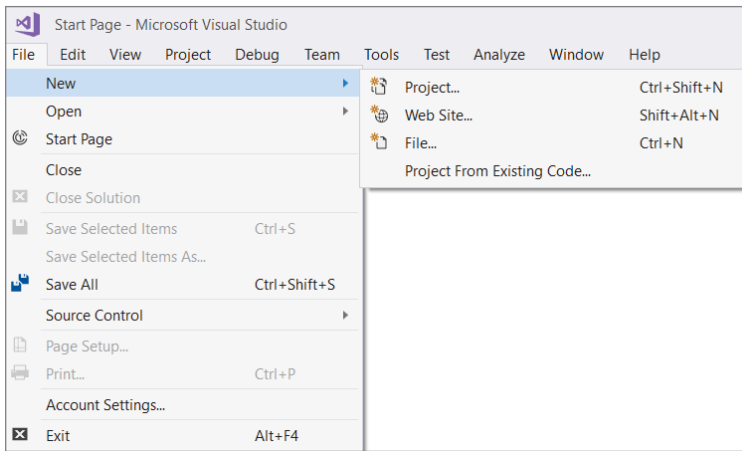 Start Page - Microsoft Visual Studio
File Edit View Project Debug Team Tools Test Analyze Window Help
New
Open
Start Page
Close
Close Solution
Save Selected Items Ctrl+S
Save Selected Items As...
Save All Ctrl+Shift+S
Source Control
Page Setup...
Print... Ctrl+P
Account Settings...
Exit Alt+F4
Project... Ctrl+Shift+N
Web Site... Shift+Alt+N
File... Ctrl+N
Project From Existing Code...